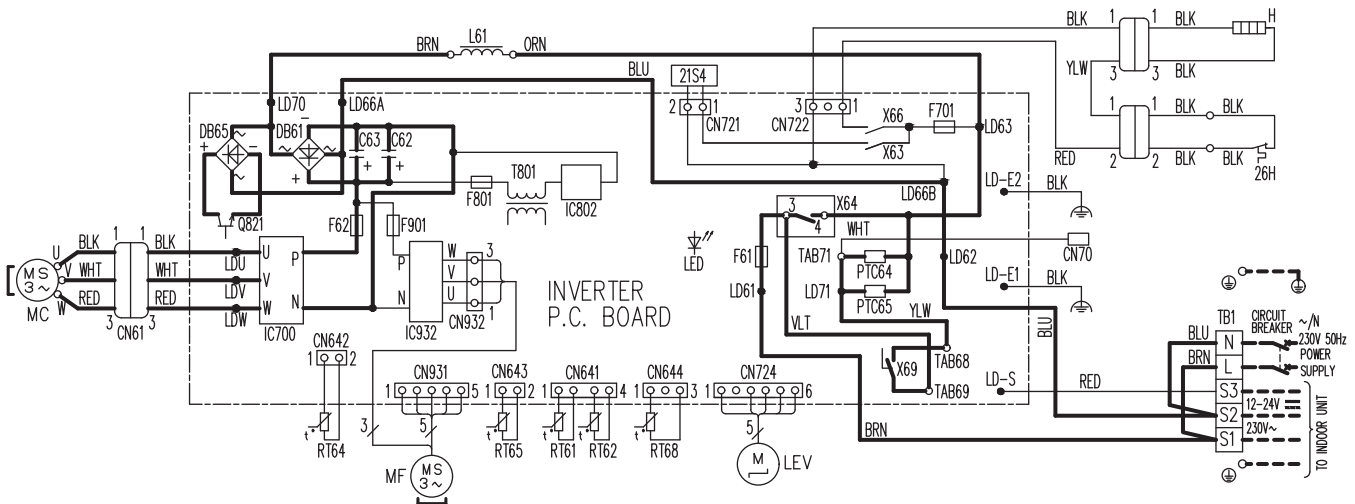 BRN L61 ORN
BLU
BLK 1 1 BLK H
YLW 3 3 BLK
1 1 BLK BLK
RED 2 2 BLK BLK
26H
21S4
2 1
CN721
3 1
CN722
X66
X63
F701
LD63
LD70
LD66A
DB65
DB61
~ − ~ +
+ ~ − ~
C63 + C62 +
Q821
T801
F801
IC802
F62
F901
LD66B
LD-E2 BLK
3 X64
4
WHT
LED
F61
TAB71
PTC64
LD62
CN70
LD61
LD71
PTC65
LD-E1 BLK
YLW
VLT
BLU
X69
TAB68
TAB69
LD-S RED
MS
3~
MC
U BLK 1 1 BLK LDU U
V WHT WHT LDV V
W RED 3 3 RED LDW W
CN61
P
N
IC700
P
N
W 3
V
U 1
IC932
CN932
INVERTER
P.C. BOARD
CN642
1 2
t°
RT64
3
CN931
1 5
5
MF
MS
3~
CN643
1 2
t°
RT65
CN641
1 4
t° t°
RT61 RT62
CN644
1 3
t°
RT68
CN724
1 6
5
M
LEV
BRN
TB1
BLU N
BRN L
S3
S2
S1
CIRCUIT
BREAKER
~/N
230V 50Hz
POWER
SUPPLY
12-24V
230V~
TO INDOOR UNIT